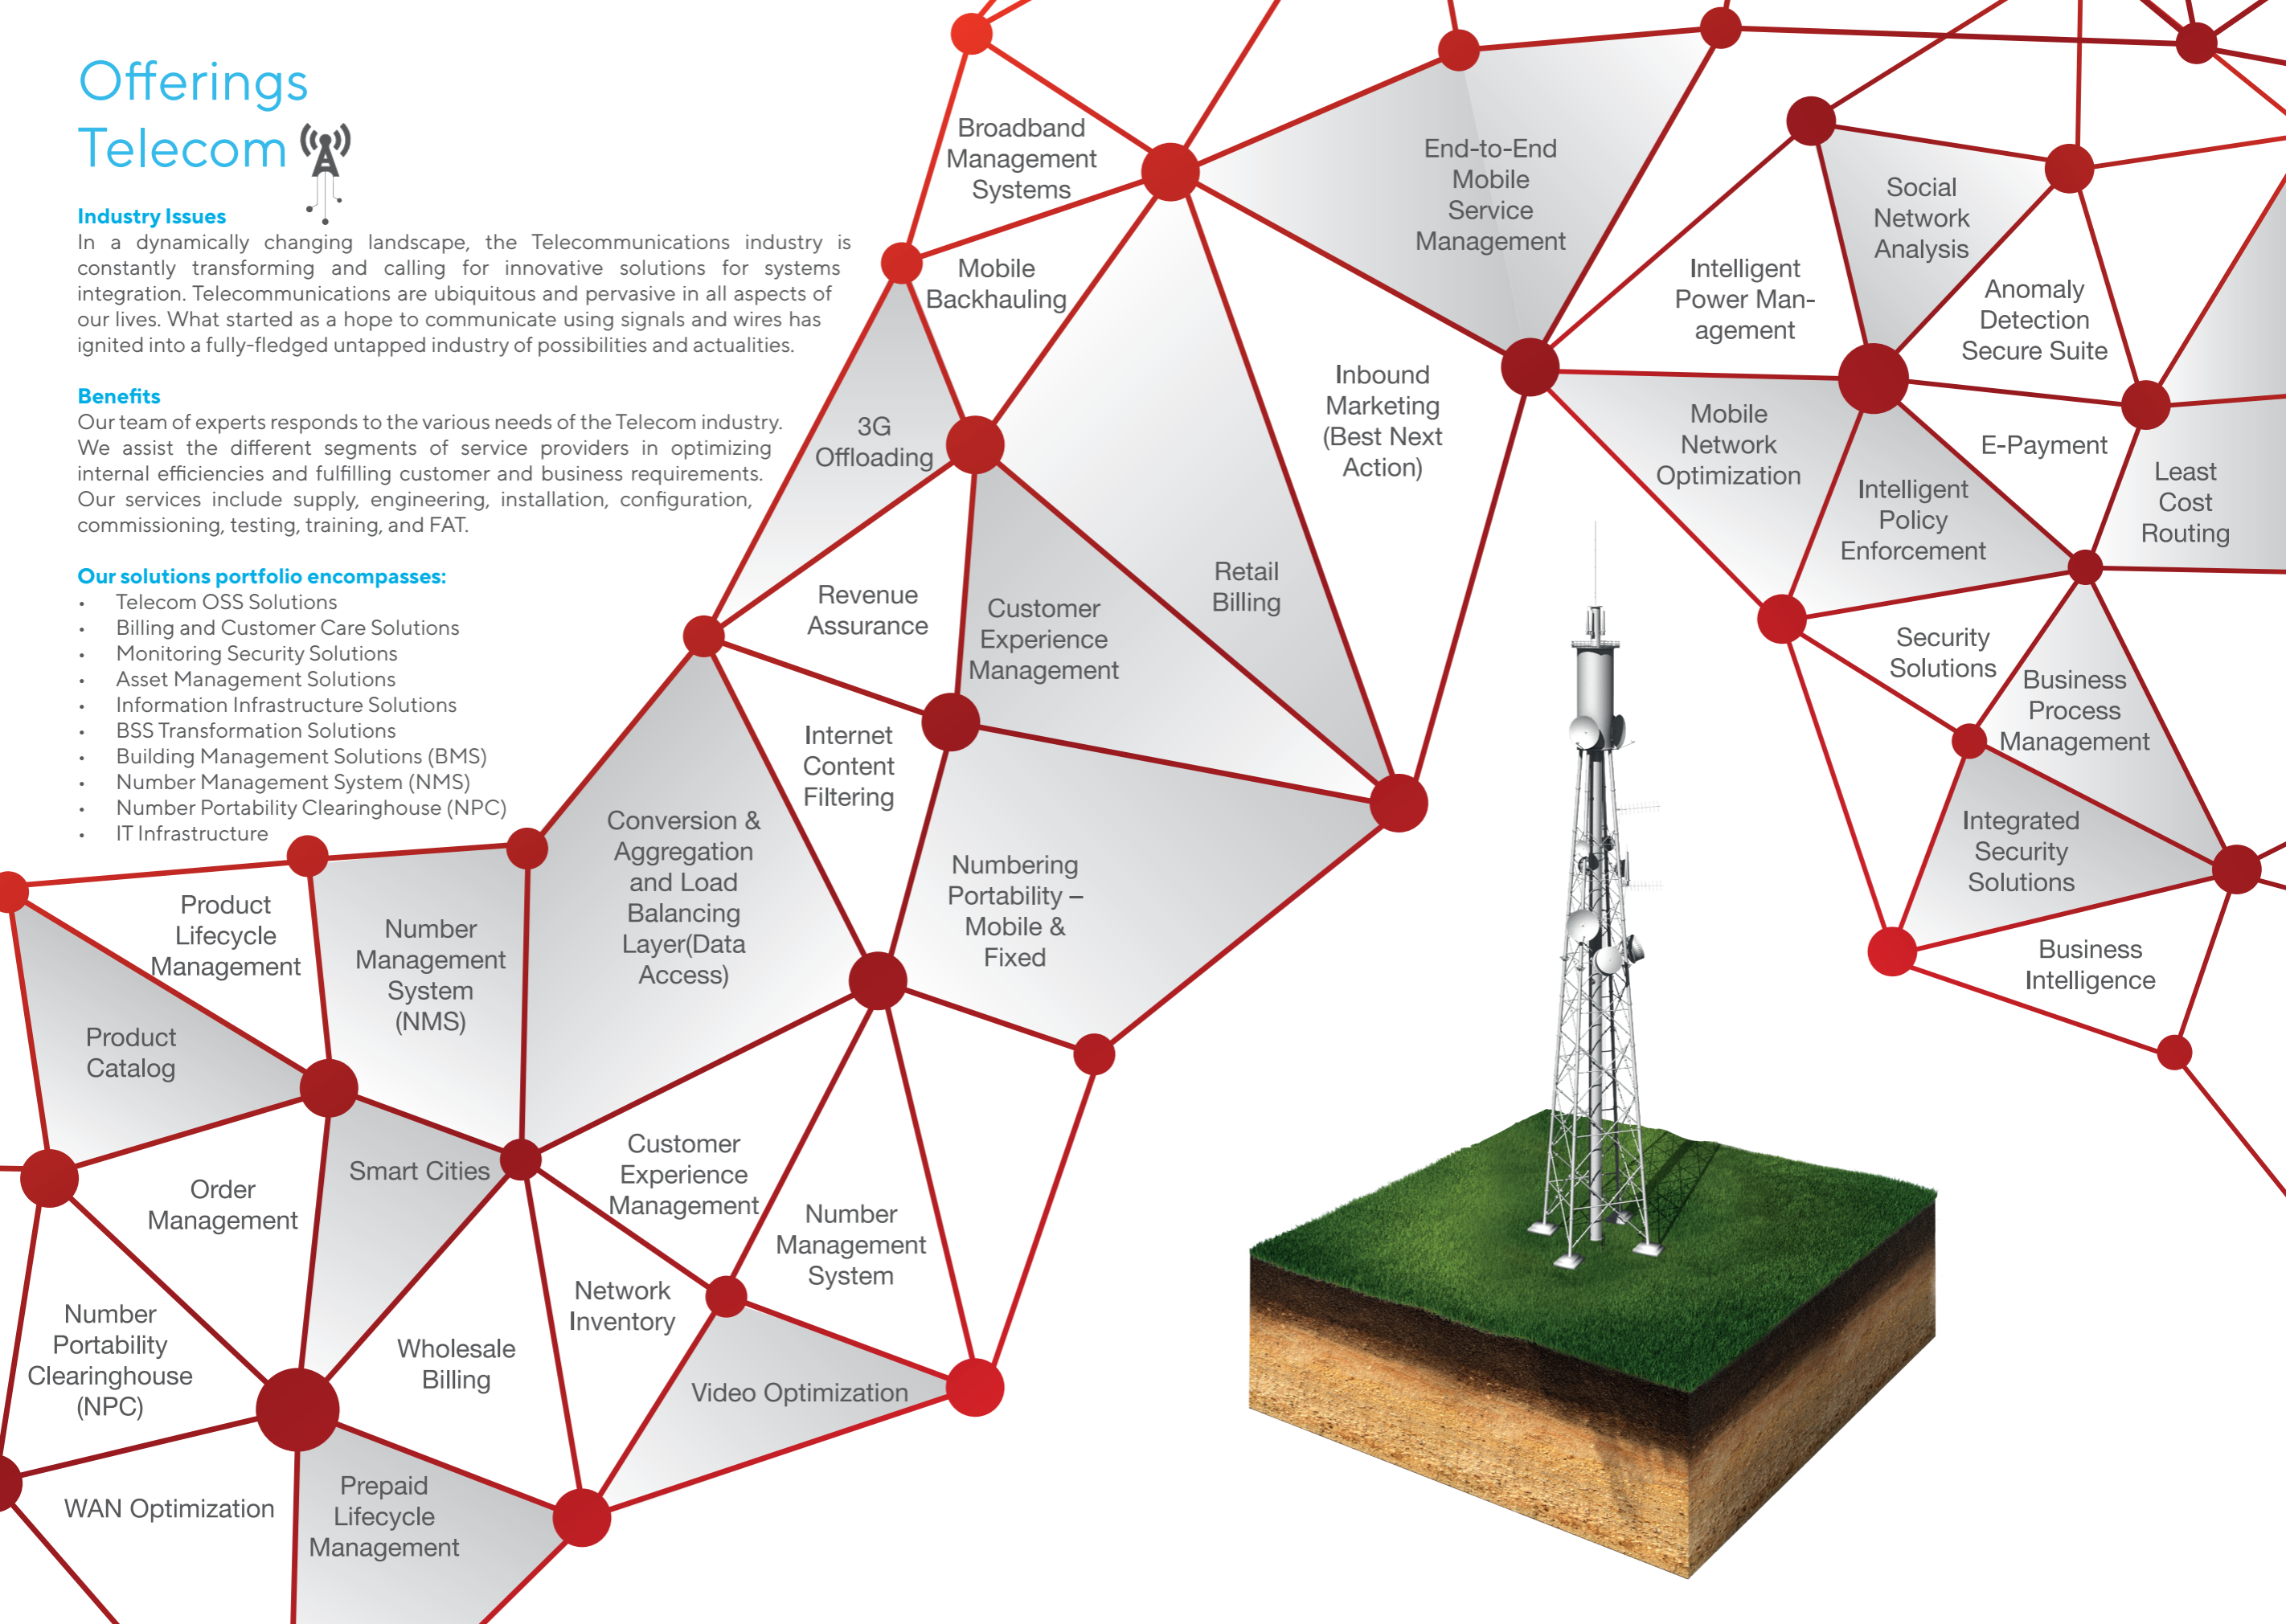 Offerings
Telecom
Industry Issues
In a dynamically changing landscape, the Telecommunications industry is
constantly transforming and calling for innovative solutions for systems
integration. Telecommunications are ubiquitous and pervasive in all aspects of
our lives. What started as a hope to communicate using signals and wires has
ignited into a fully-fledged untapped industry of possibilities and actualities.
Benefits
Our team of experts responds to the various needs of the Telecom industry.
We assist the different segments of service providers in optimizing
internal efficiencies and fulfilling customer and business requirements.
Our services include supply, engineering, installation, configuration,
commissioning, testing, training, and FAT.
Our solutions portfolio encompasses:
• Telecom OSS Solutions
• Billing and Customer Care Solutions
• Monitoring Security Solutions
• Asset Management Solutions
• Information Infrastructure Solutions
• BSS Transformation Solutions
• Building Management Solutions (BMS)
• Number Management System (NMS)
• Number Portability Clearinghouse (NPC)
• IT Infrastructure
Broadband
Management
Systems
Mobile
Backhauling
3G
Offloading
Revenue
Assurance
Customer
Experience
Management
Retail
Billing
Internet
Content
Filtering
Conversion &
Aggregation
and Load
Balancing
Layer(Data
Access)
Numbering
Portability –
Mobile &
Fixed
Product
Lifecycle
Management
Number
Management
System
(NMS)
Product
Catalog
Smart Cities
Order
Management
Customer
Experience
Management
Number
Management
System
Network
Inventory
Number
Portability
Clearinghouse
(NPC)
Wholesale
Billing
Video Optimization
WAN Optimization
Prepaid
Lifecycle
Management
End-to-End
Mobile
Service
Management
Inbound
Marketing
(Best Next
Action)
Social
Network
Analysis
Intelligent
Power Man-
agement
Anomaly
Detection
Secure Suite
Mobile
Network
Optimization
E-Payment
Intelligent
Policy
Enforcement
Least
Cost
Routing
Security
Solutions
Business
Process
Management
Integrated
Security
Solutions
Business
Intelligence